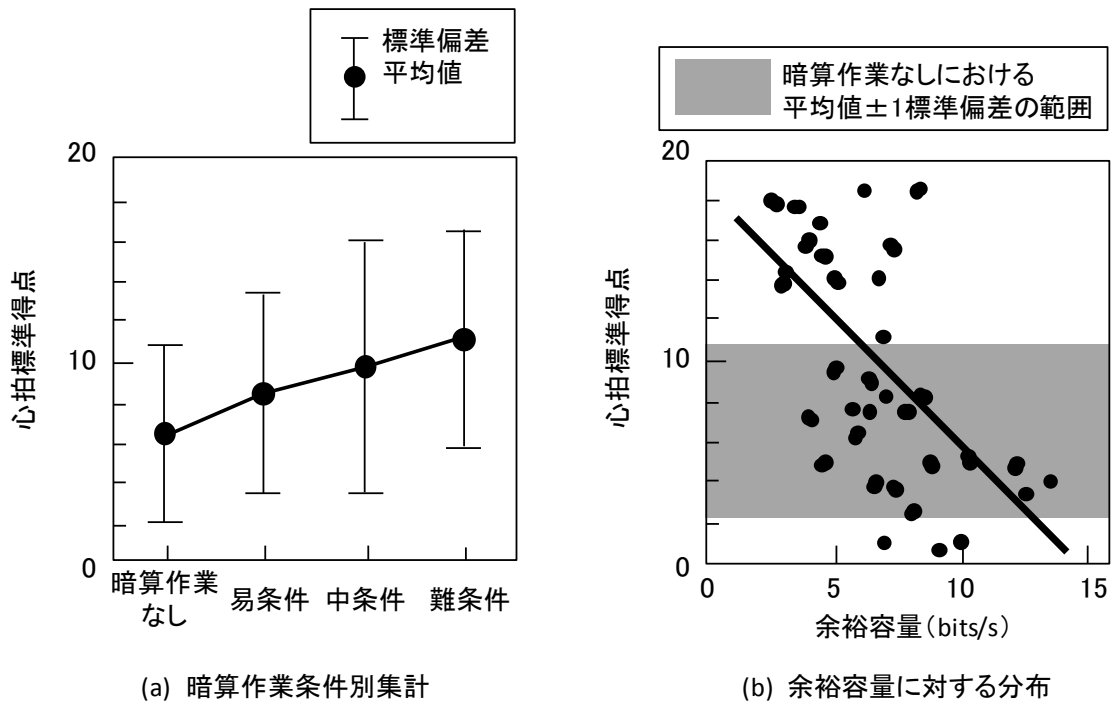 標準偏差
平均値
20
10
0
心拍標準得点
暗算作業
なし
易条件
中条件
難条件
(a) 暗算作業条件別集計
暗算作業なしにおける
平均値±1標準偏差の範囲
20
10
0
心拍標準得点
0
5
10
15
余裕容量(bits/s)
(b) 余裕容量に対する分布